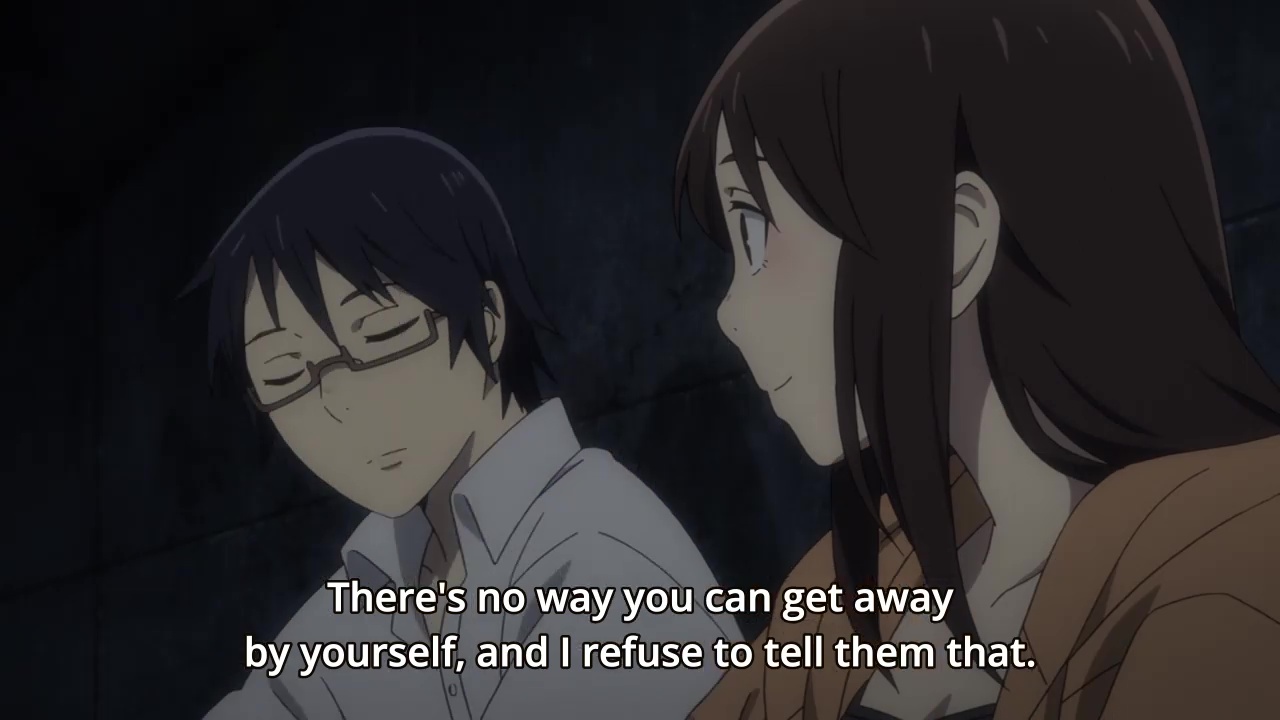 There's no way you can get away
by yourself, and I refuse to tell them that.